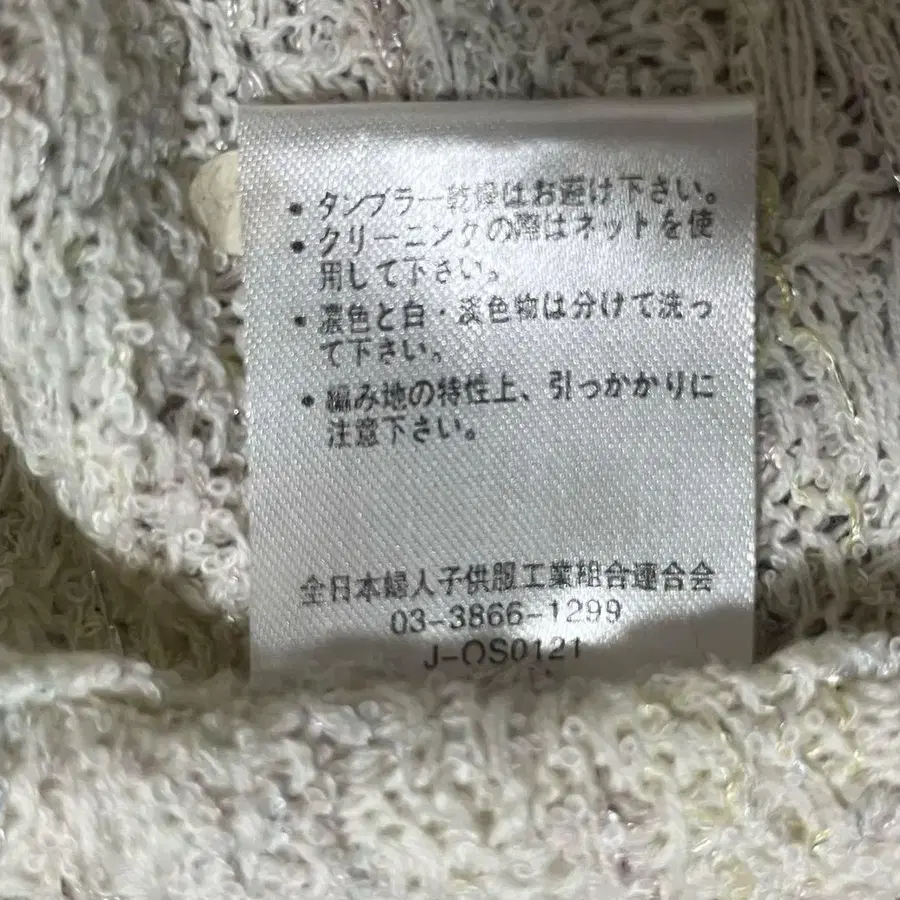 ・タンブラー乾燥はお避け下さい。
・クリーニングの際はネットを使
用して下さい。
・濃色と白・淡色物は分けて洗っ
て下さい。
・編み地の特性上、引っかかりに
注意下さい。
全日本婦人子供服工業組合連合会
03-3866-1299
J-OS0121